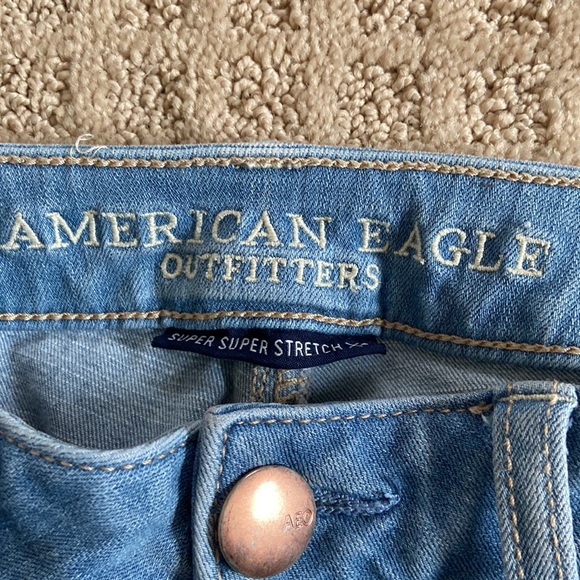 AMERICAN EAGLE
OUTFITTERS
SUPER SUPER STRETCH
AEO